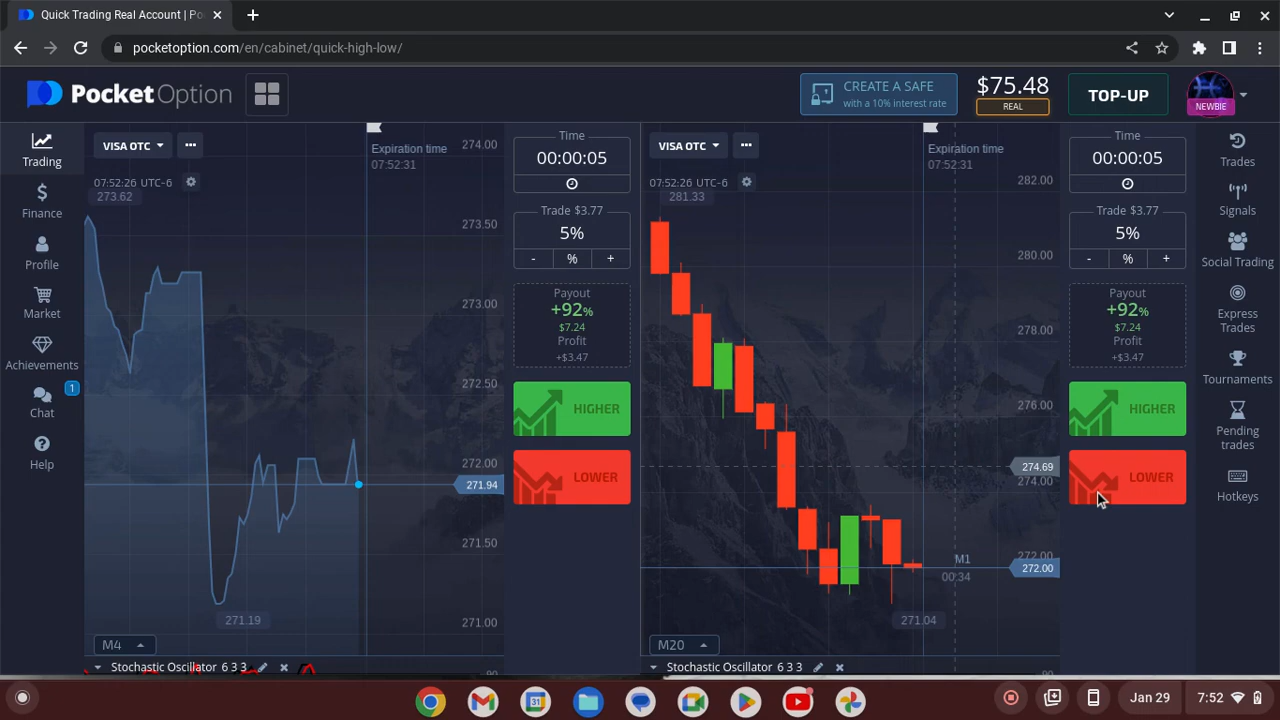 Quick Trading Real Account | Po
pocketoption.com/en/cabinet/quick-high-low/
PocketOption
CREATE A SAFE
with a 10% interest rate
$75.48
REAL
TOP-UP
NEWBIE
Trading
Finance
Profile
Market
Achievements
Chat
1
Help
VISA OTC
07:52:26 UTC-6
273.62
Expiration time
07:52:31
274.00
273.50
273.00
272.50
272.00
271.94
271.50
271.00
271.19
M4
Stochastic Oscillator 6 3 3
90
Time
00:00:05
Trade $3.77
5%
- % +
Payout
+92%
$7.24
Profit
+$3.47
HIGHER
LOWER
VISA OTC
07:52:26 UTC-6
281.33
Expiration time
07:52:31
282.00
280.00
278.00
276.00
274.69
274.00
272.00
272.00
M1
00:34
271.04
M20
Stochastic Oscillator 6 3 3
Time
00:00:05
Trade $3.77
5%
- % +
Payout
+92%
$7.24
Profit
+$3.47
HIGHER
LOWER
Trades
Signals
Social Trading
Express
Trades
Tournaments
Pending
trades
Hotkeys
31
Jan 29
7:52